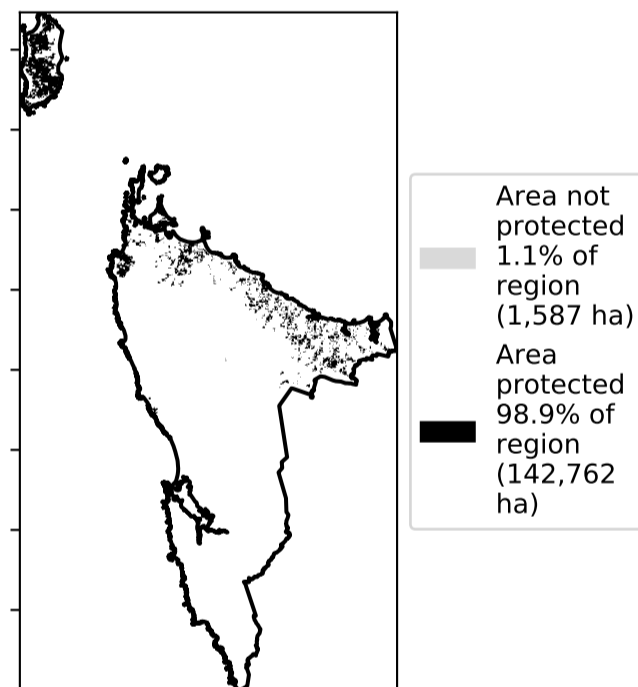 Area not
protected
1.1% of
region
(1,587 ha)
Area
protected
98.9% of
region
(142,762
ha)